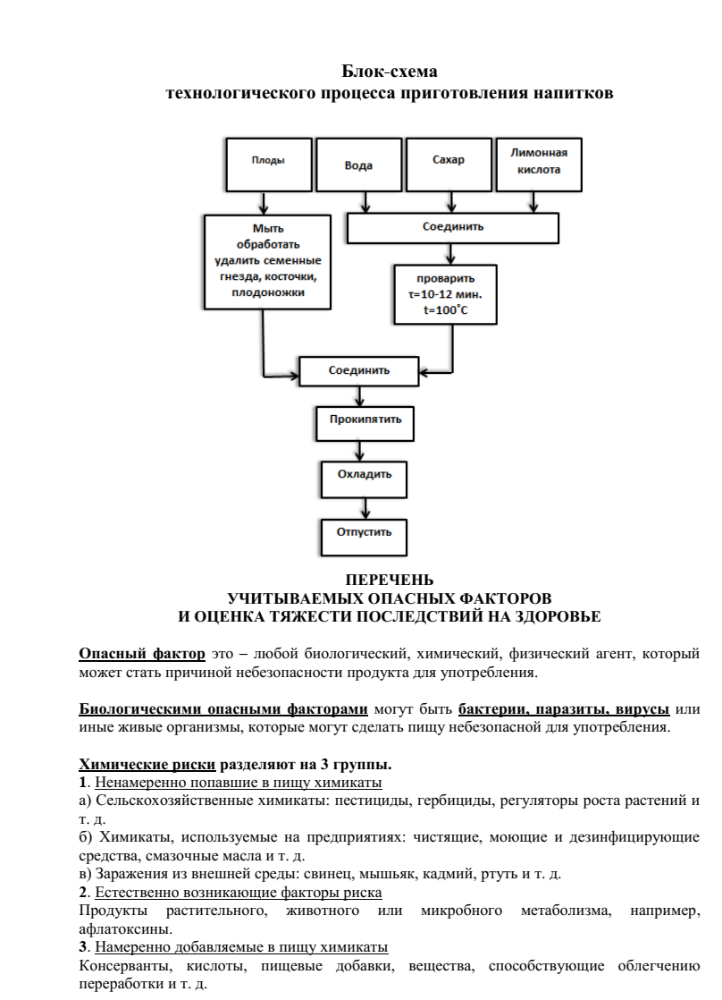 Блок-схема
технологического процесса приготовления напитков
Плоды
Вода
Сахар
Лимонная
кислота
Мыть
обработать
удалить семенные
гнезда, косточки,
плодоножки
Соединить
проварить
τ=10-12 мин.
t=100˚С
Соединить
Прокипятить
Охладить
Отпустить
ПЕРЕЧЕНЬ
УЧИТЫВАЕМЫХ ОПАСНЫХ ФАКТОРОВ
И ОЦЕНКА ТЯЖЕСТИ ПОСЛЕДСТВИЙ НА ЗДОРОВЬЕ
Опасный фактор это – любой биологический, химический, физический агент, который
может стать причиной небезопасности продукта для употребления.
Биологическими опасными факторами могут быть бактерии, паразиты, вирусы или
иные живые организмы, которые могут сделать пищу небезопасной для употребления.
Химические риски разделяют на 3 группы.
1. Ненамеренно попавшие в пищу химикаты
а) Сельскохозяйственные химикаты: пестициды, гербициды, регуляторы роста растений и
т. д.
б) Химикаты, используемые на предприятиях: чистящие, моющие и дезинфицирующие
средства, смазочные масла и т. д.
в) Заражения из внешней среды: свинец, мышьяк, кадмий, ртуть и т. д.
2. Естественно возникающие факторы риска
Продукты растительного, животного или микробного метаболизма, например,
афлатоксины.
3. Намеренно добавляемые в пищу химикаты
Консерванты, кислоты, пищевые добавки, вещества, способствующие облегчению
переработки и т. д.